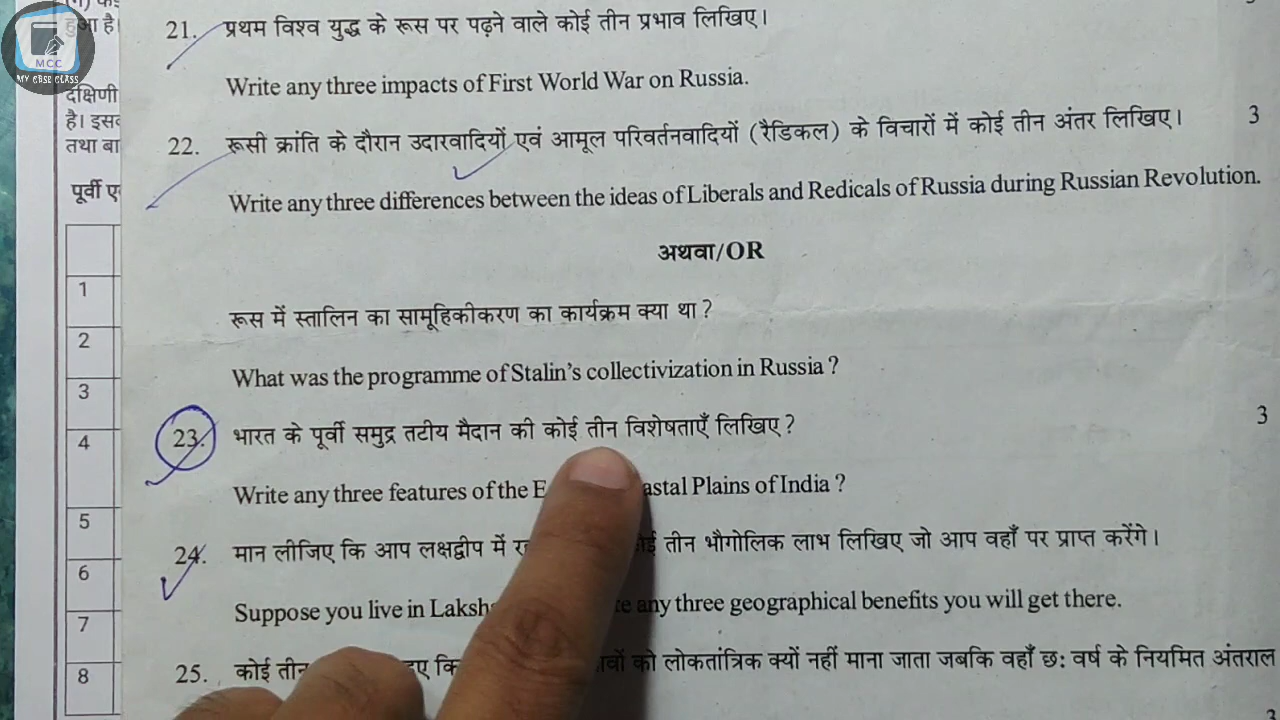 हुआ है।
MCC
MY CBSE CLASS
दक्षिणी
है। इसक
तथा बा
पूर्वी ए
1
2
3
4
5
6
7
8
21. प्रथम विश्व युद्ध के रूस पर पढ़ने वाले कोई तीन प्रभाव लिखिए।
Write any three impacts of First World War on Russia.
22. रूसी क्रांति के दौरान उदारवादियों एवं आमूल परिवर्तनवादियों (रैडिकल) के विचारों में कोई तीन अंतर लिखिए। 3
Write any three differences between the ideas of Liberals and Redicals of Russia during Russian Revolution.
अथवा/OR
रूस में स्तालिन का सामूहिकीकरण का कार्यक्रम क्या था ?
What was the programme of Stalin's collectivization in Russia ?
23. भारत के पूर्वी समुद्र तटीय मैदान की कोई तीन विशेषताएँ लिखिए ? 3
Write any three features of the E astal Plains of India ?
24. मान लीजिए कि आप लक्षद्वीप में तीन भौगोलिक लाभ लिखिए जो आप वहाँ पर प्राप्त करेंगे।
Suppose you live in Laksh any three geographical benefits you will get there.
25. कोई तीन कि को लोकतांत्रिक क्यों नहीं माना जाता जबकि वहाँ छः वर्ष के नियमित अंतराल